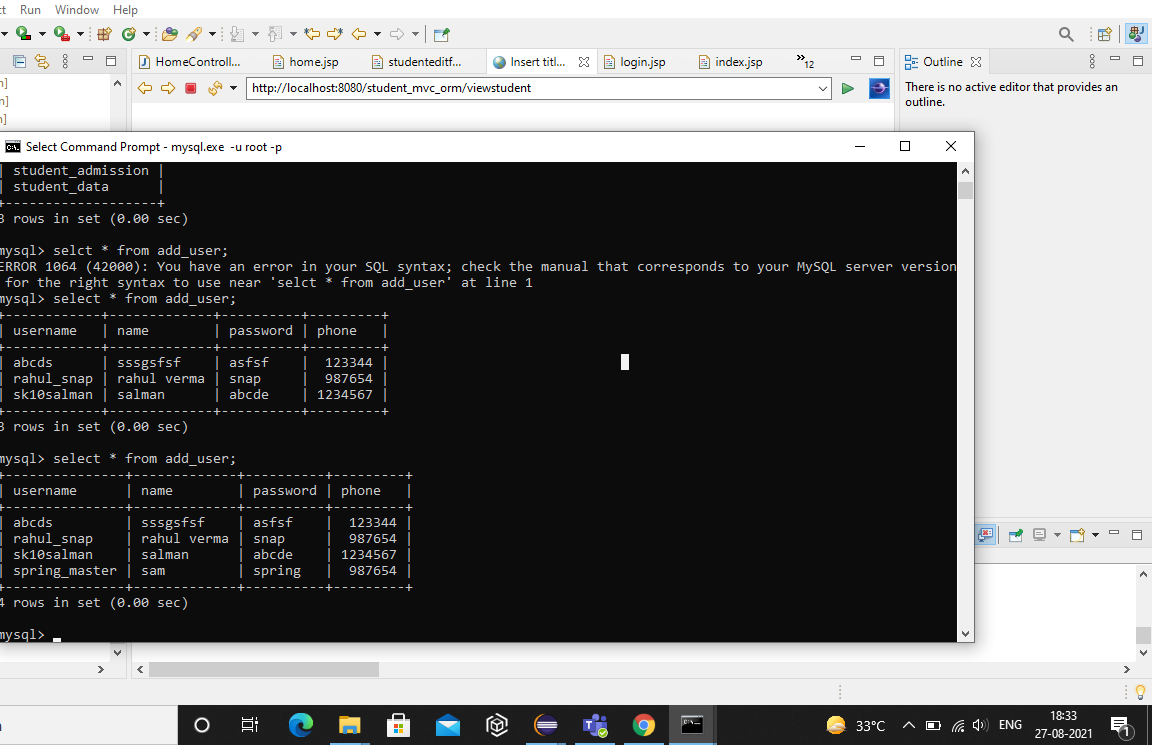 Run Window Help
HomeControll... home.jsp studenteditf... Insert titl... login.jsp index.jsp »12 Outline
http://localhost:8080/student_mvc_orm/viewstudent
There is no active editor that provides an
outline.
Select Command Prompt - mysql.exe -u root -p
| student_admission |
| student_data |
+-------------------+
3 rows in set (0.00 sec)
mysql> selct * from add_user;
ERROR 1064 (42000): You have an error in your SQL syntax; check the manual that corresponds to your MySQL server version
for the right syntax to use near 'selct * from add_user' at line 1
mysql> select * from add_user;
+------------+-------------+----------+---------+
| username | name | password | phone |
+------------+-------------+----------+---------+
| abcds | sssgsfsf | asfsf | 123344 |
| rahul_snap | rahul verma | snap | 987654 |
| sk10salman | salman | abcde | 1234567 |
+------------+-------------+----------+---------+
3 rows in set (0.00 sec)
mysql> select * from add_user;
+---------------+-------------+----------+---------+
| username | name | password | phone |
+---------------+-------------+----------+---------+
| abcds | sssgsfsf | asfsf | 123344 |
| rahul_snap | rahul verma | snap | 987654 |
| sk10salman | salman | abcde | 1234567 |
| spring_master | sam | spring | 987654 |
+---------------+-------------+----------+---------+
4 rows in set (0.00 sec)
mysql>
33°C ENG 18:33
27-08-2021
1